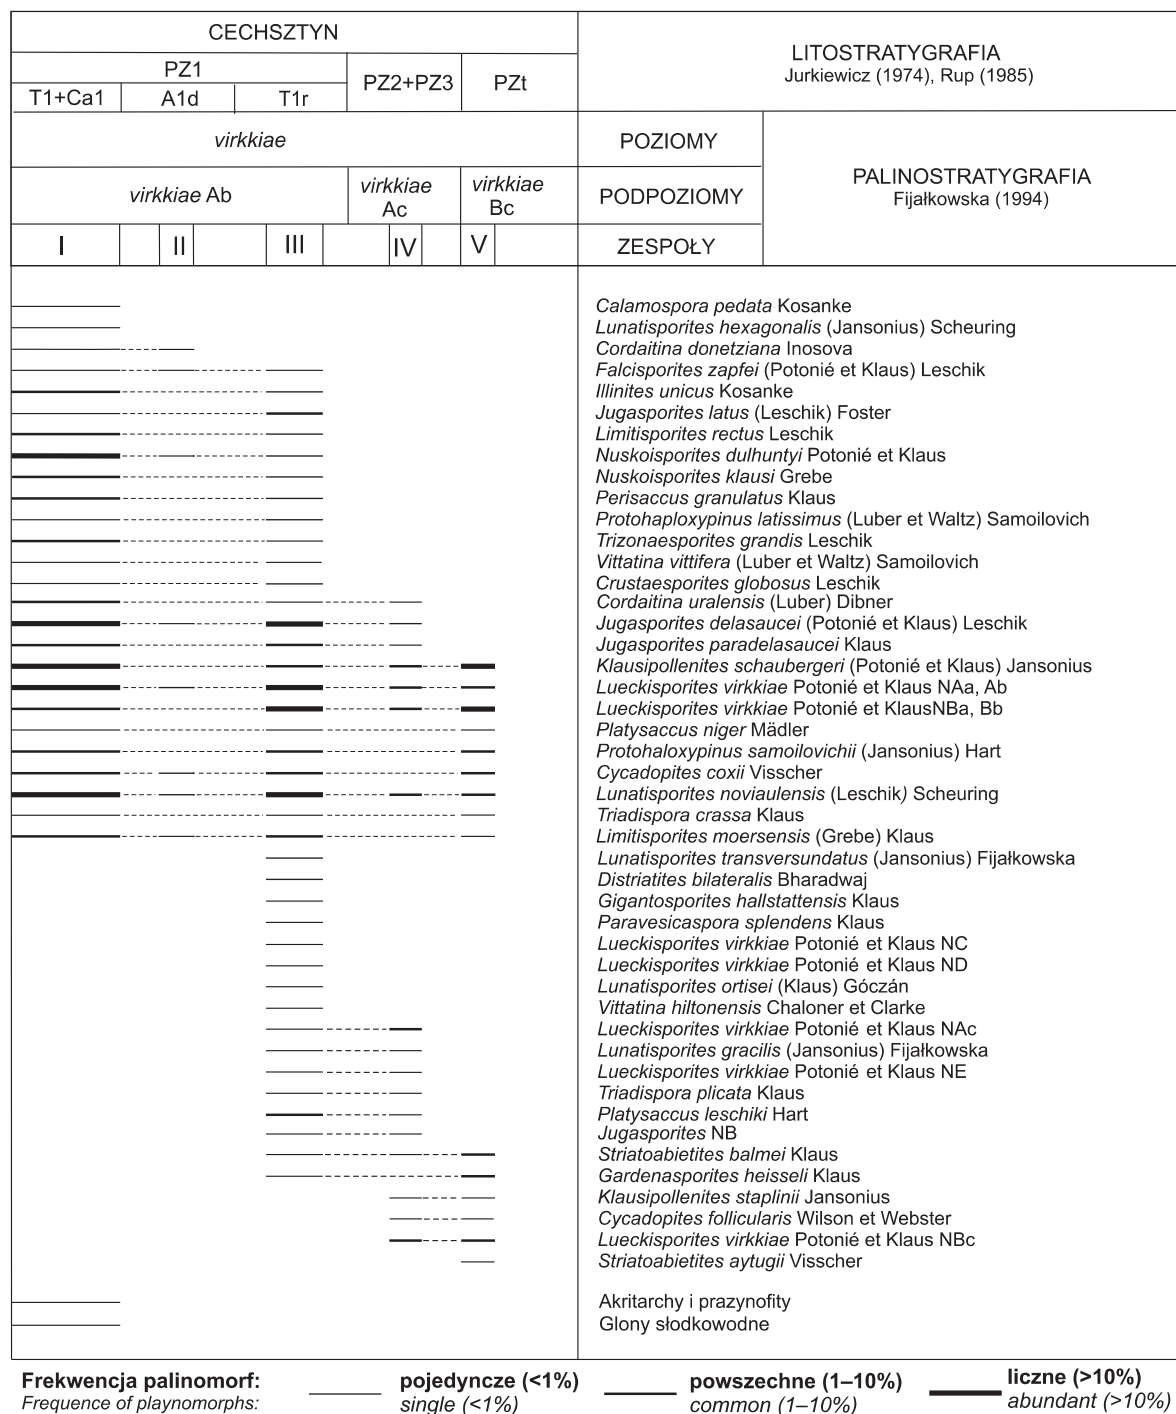 CECHSZTYN
LITOSTRATYGRAFIA
Jurkiewicz (1974), Rup (1985)
PZ1
PZ2+PZ3
PZt
T1+Ca1
A1d
T1r
virkkiae
POZIOMY
PALINOSTRATYGRAFIA
Fijałkowska (1994)
virkkiae Ab
virkkiae
Ac
virkkiae
Bc
PODPOZIOMY
I
II
III
IV
V
ZESPOŁY
Calamospora pedata Kosanke
Lunatisporites hexagonalis (Jansonius) Scheuring
Cordaitina donetziana Inosova
Falcisporites zapfei (Potonié et Klaus) Leschik
Illinites unicus Kosanke
Jugasporites latus (Leschik) Foster
Limitisporites rectus Leschik
Nuskoisporites dulhuntyi Potonié et Klaus
Nuskoisporites klausi Grebe
Perisaccus granulatus Klaus
Protohaploxypinus latissimus (Luber et Waltz) Samoilovich
Trizonaesporites grandis Leschik
Vittatina vittifera (Luber et Waltz) Samoilovich
Crustaesporites globosus Leschik
Cordaitina uralensis (Luber) Dibner
Jugasporites delasaucei (Potonié et Klaus) Leschik
Jugasporites paradelasaucei Klaus
Klausipollenites schaubergeri (Potonié et Klaus) Jansonius
Lueckisporites virkkiae Potonié et Klaus NAa, Ab
Lueckisporites virkkiae Potonié et KlausNBa, Bb
Platysaccus niger Mädler
Protohaloxypinus samoilovichii (Jansonius) Hart
Cycadopites coxii Visscher
Lunatisporites noviaulensis (Leschik) Scheuring
Triadispora crassa Klaus
Limitisporites moersensis (Grebe) Klaus
Lunatisporites transversundatus (Jansonius) Fijałkowska
Distriatites bilateralis Bharadwaj
Gigantosporites hallstattensis Klaus
Paravesicaspora splendens Klaus
Lueckisporites virkkiae Potonié et Klaus NC
Lueckisporites virkkiae Potonié et Klaus ND
Lunatisporites ortisei (Klaus) Góczán
Vittatina hiltonensis Chaloner et Clarke
Lueckisporites virkkiae Potonié et Klaus NAc
Lunatisporites gracilis (Jansonius) Fijałkowska
Lueckisporites virkkiae Potonié et Klaus NE
Triadispora plicata Klaus
Platysaccus leschiki Hart
Jugasporites NB
Striatoabietites balmei Klaus
Gardenasporites heisseli Klaus
Klausipollenites staplinii Jansonius
Cycadopites follicularis Wilson et Webster
Lueckisporites virkkiae Potonié et Klaus NBc
Striatoabietites aytugii Visscher
Akritarchy i prazynofity
Glony słodkowodne
Frekwencja palinomorf: pojedyncze (<1%) powszechne (1–10%) liczne (>10%)
Frequence of playnomorphs: single (<1%) common (1–10%) abundant (>10%)